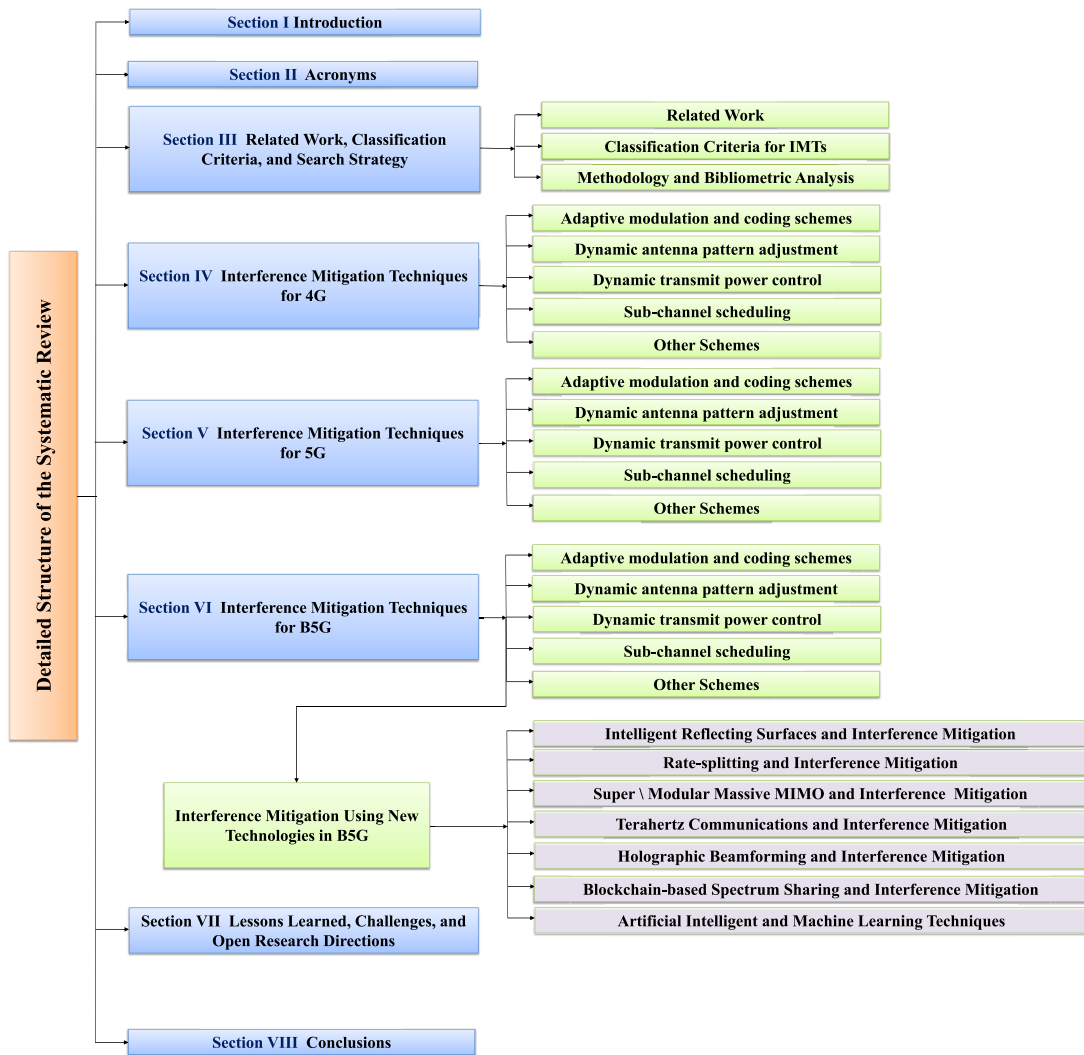 Detailed Structure of the Systematic Review
Section I Introduction
Section II Acronyms
Section III Related Work, Classification
Criteria, and Search Strategy
Related Work
Classification Criteria for IMTs
Methodology and Bibliometric Analysis
Section IV Interference Mitigation Techniques
for 4G
Adaptive modulation and coding schemes
Dynamic antenna pattern adjustment
Dynamic transmit power control
Sub-channel scheduling
Other Schemes
Section V Interference Mitigation Techniques
for 5G
Adaptive modulation and coding schemes
Dynamic antenna pattern adjustment
Dynamic transmit power control
Sub-channel scheduling
Other Schemes
Section VI Interference Mitigation Techniques
for B5G
Adaptive modulation and coding schemes
Dynamic antenna pattern adjustment
Dynamic transmit power control
Sub-channel scheduling
Other Schemes
Interference Mitigation Using New
Technologies in B5G
Intelligent Reflecting Surfaces and Interference Mitigation
Rate-splitting and Interference Mitigation
Super \ Modular Massive MIMO and Interference Mitigation
Terahertz Communications and Interference Mitigation
Holographic Beamforming and Interference Mitigation
Blockchain-based Spectrum Sharing and Interference Mitigation
Artificial Intelligent and Machine Learning Techniques
Section VII Lessons Learned, Challenges, and
Open Research Directions
Section VIII Conclusions